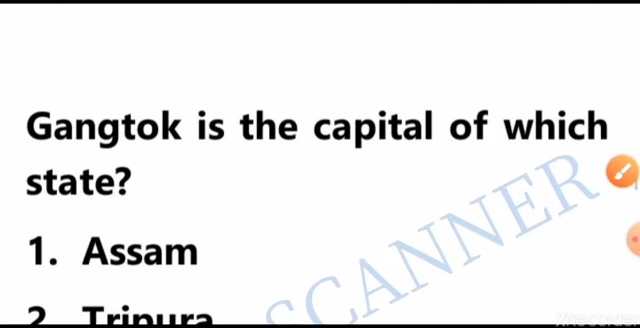 Gangtok is the capital of which
state?
1. Assam
2. Tripura
SCANNER